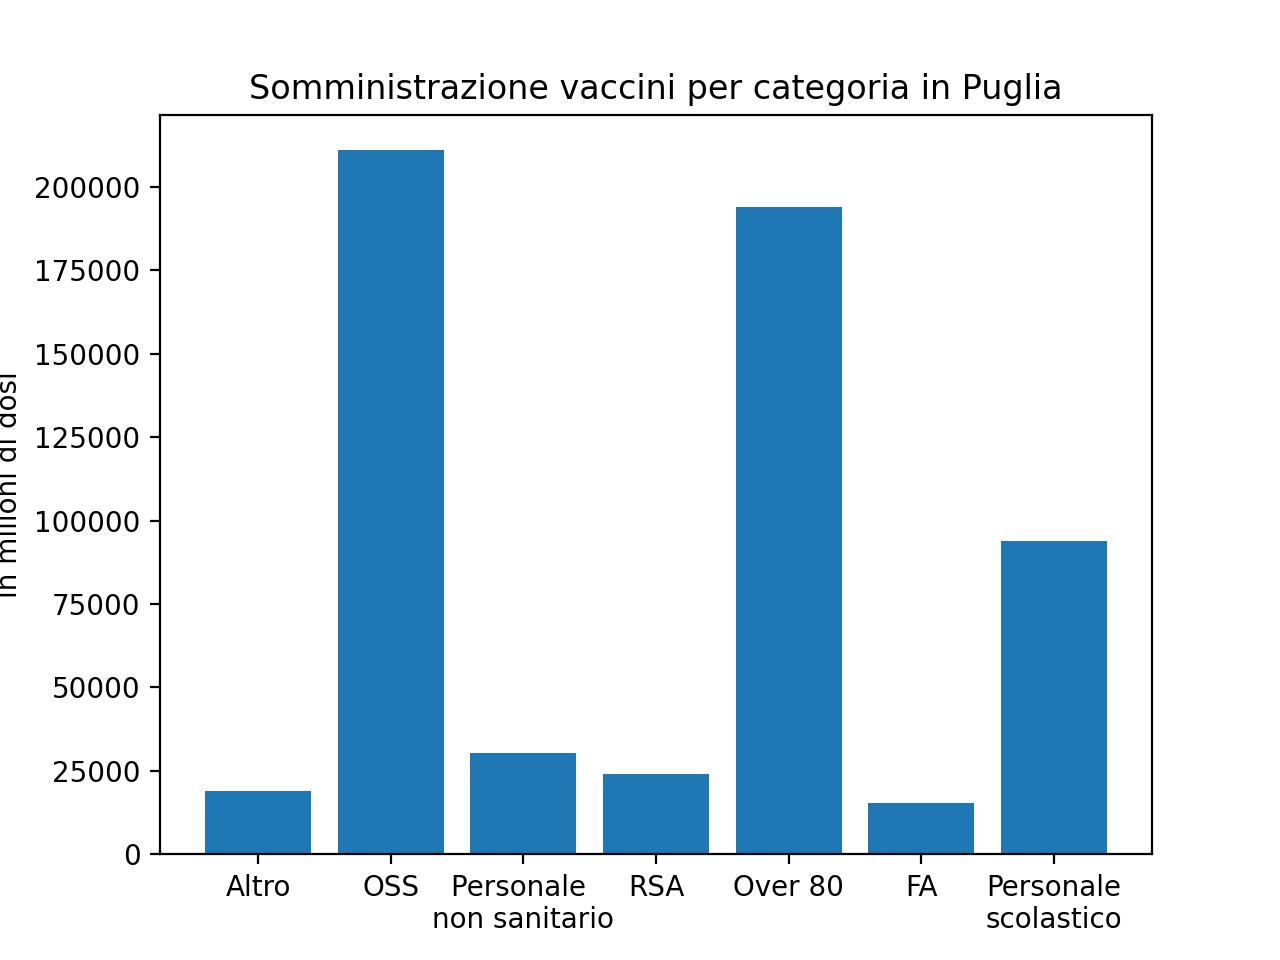 Somministrazione vaccini per categoria in Puglia
In milioni di dosi
200000
175000
150000
125000
100000
75000
50000
25000
0
Altro
OSS
Personale
non sanitario
RSA
Over 80
FA
Personale
scolastico